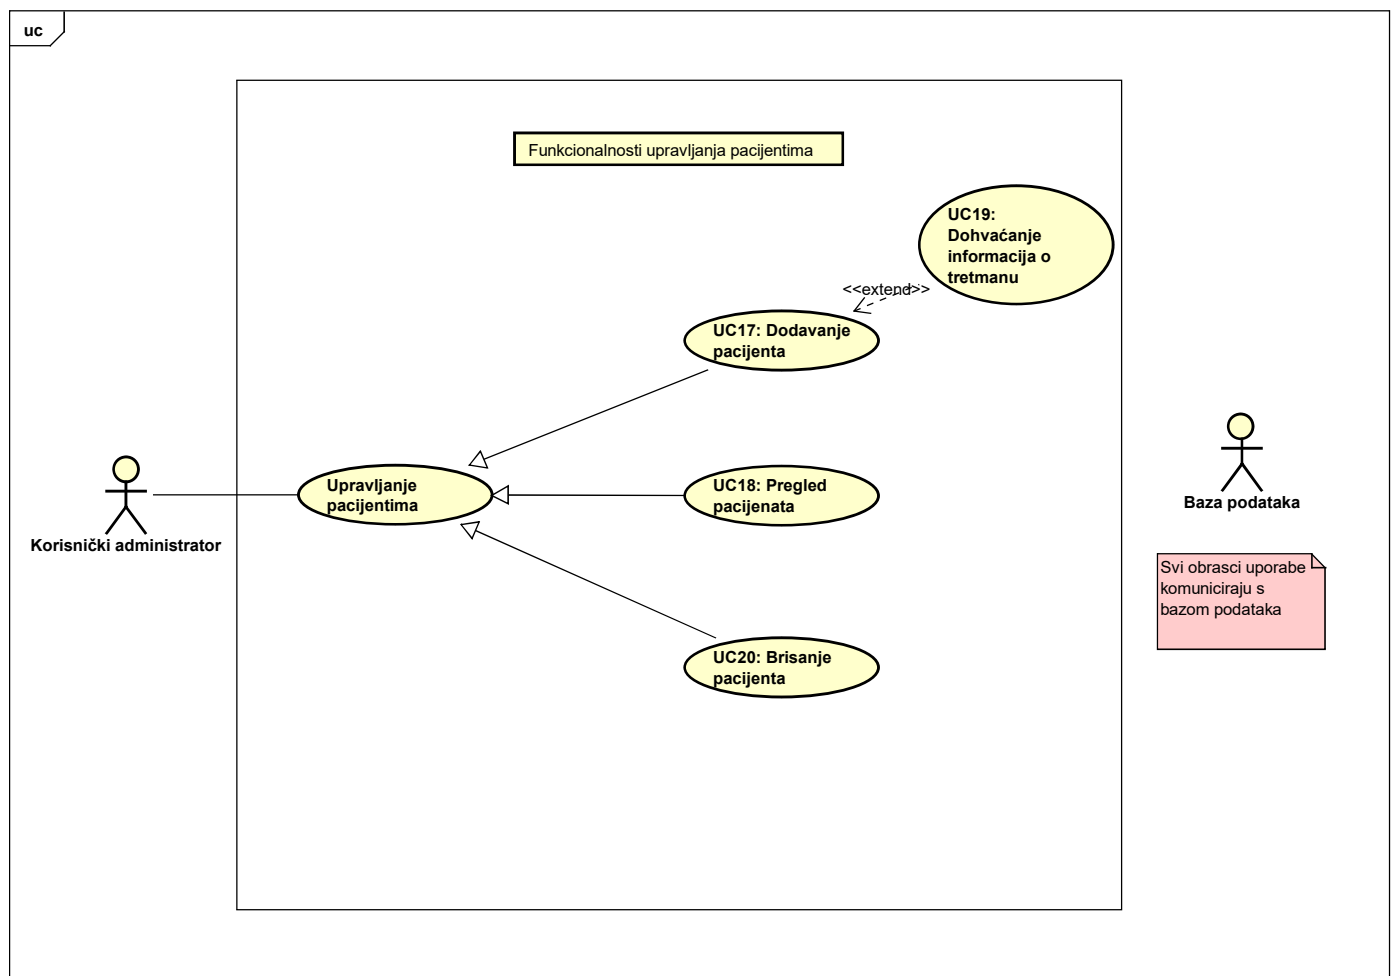 uc
Funkcionalnosti upravljanja pacijentima
UC19:
Dohvaćanje
informacija o
tretmanu
<<extend>>
UC17: Dodavanje
pacijenta
Upravljanje
pacijentima
UC18: Pregled
pacijenata
Korisnički administrator
Baza podataka
Svi obrasci uporabe
komuniciraju s
bazom podataka
UC20: Brisanje
pacijenta